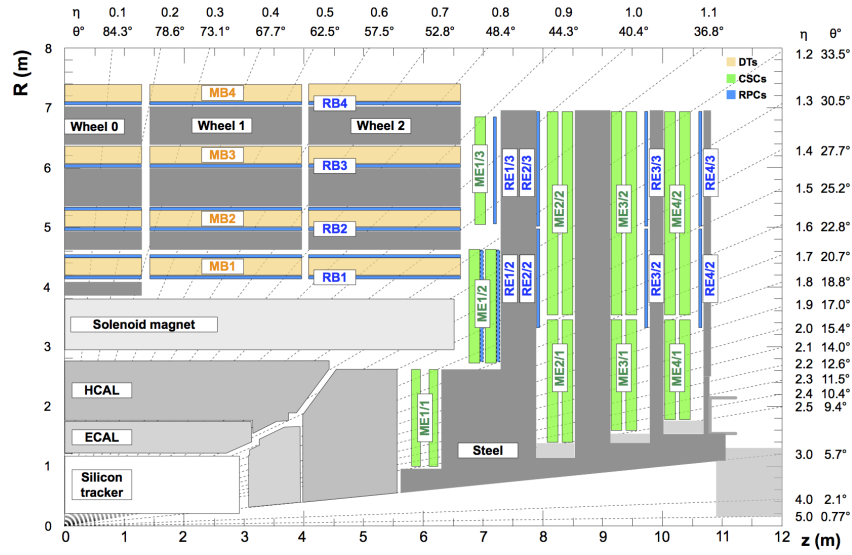 η 0.1 0.2 0.3 0.4 0.5 0.6 0.7 0.8 0.9 1.0 1.1 η θ°
θ° 84.3° 78.6° 73.1° 67.7° 62.5° 57.5° 52.8° 48.4° 44.3° 40.4° 36.8°
R (m)
8
7
6
5
4
3
2
1
0
1.2 33.5°
1.3 30.5°
1.4 27.7°
1.5 25.2°
1.6 22.8°
1.7 20.7°
1.8 18.8°
1.9 17.0°
2.0 15.4°
2.1 14.0°
2.2 12.6°
2.3 11.5°
2.4 10.4°
2.5 9.4°
3.0 5.7°
4.0 2.1°
5.0 0.77°
DTs
CSCs
RPCs
MB4
RB4
Wheel 0 Wheel 1 Wheel 2
MB3
RB3
MB2
RB2
MB1
RB1
Solenoid magnet
HCAL
ECAL
Silicon
tracker
Steel
ME1/3
RE1/3
RE2/3
ME2/2
ME3/2
RE3/3
ME4/2
RE4/3
ME1/2
RE1/2
RE2/2
RE3/2
RE4/2
ME1/1
ME2/1
ME3/1
ME4/1
0 1 2 3 4 5 6 7 8 9 10 11 12
z (m)